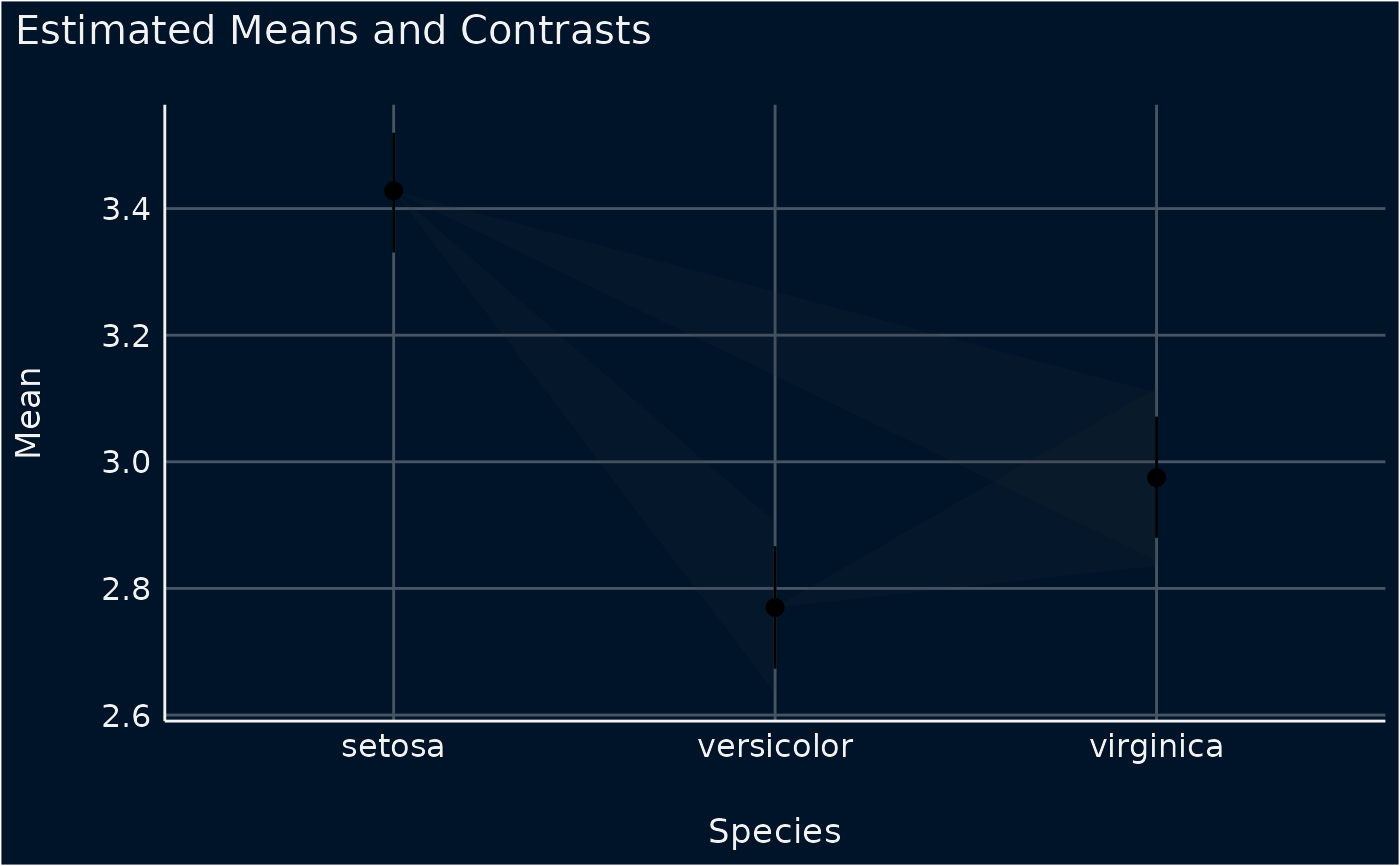 Estimated Means and Contrasts
Mean
3.4
3.2
3.0
2.8
2.6
setosa versicolor virginica
Species